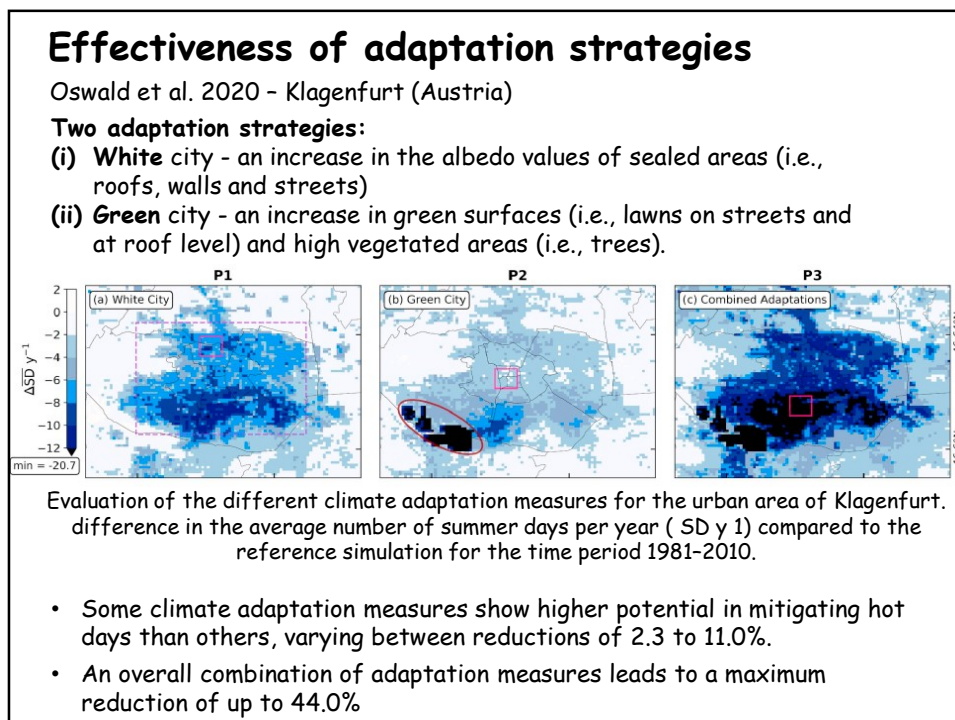 Effectiveness of adaptation strategies
Oswald et al. 2020 – Klagenfurt (Austria)
Two adaptation strategies:
(i) White city - an increase in the albedo values of sealed areas (i.e.,
roofs, walls and streets)
(ii) Green city - an increase in green surfaces (i.e., lawns on streets and
at roof level) and high vegetated areas (i.e., trees).
P1
P2
P3
(a) White City
(b) Green City
(c) Combined Adaptations
2
0
−2
−4
−6
−8
−10
−12
ΔSD y⁻¹
min = -20.7
Evaluation of the different climate adaptation measures for the urban area of Klagenfurt.
difference in the average number of summer days per year ( SD y 1) compared to the
reference simulation for the time period 1981–2010.
• Some climate adaptation measures show higher potential in mitigating hot
days than others, varying between reductions of 2.3 to 11.0%.
• An overall combination of adaptation measures leads to a maximum
reduction of up to 44.0%